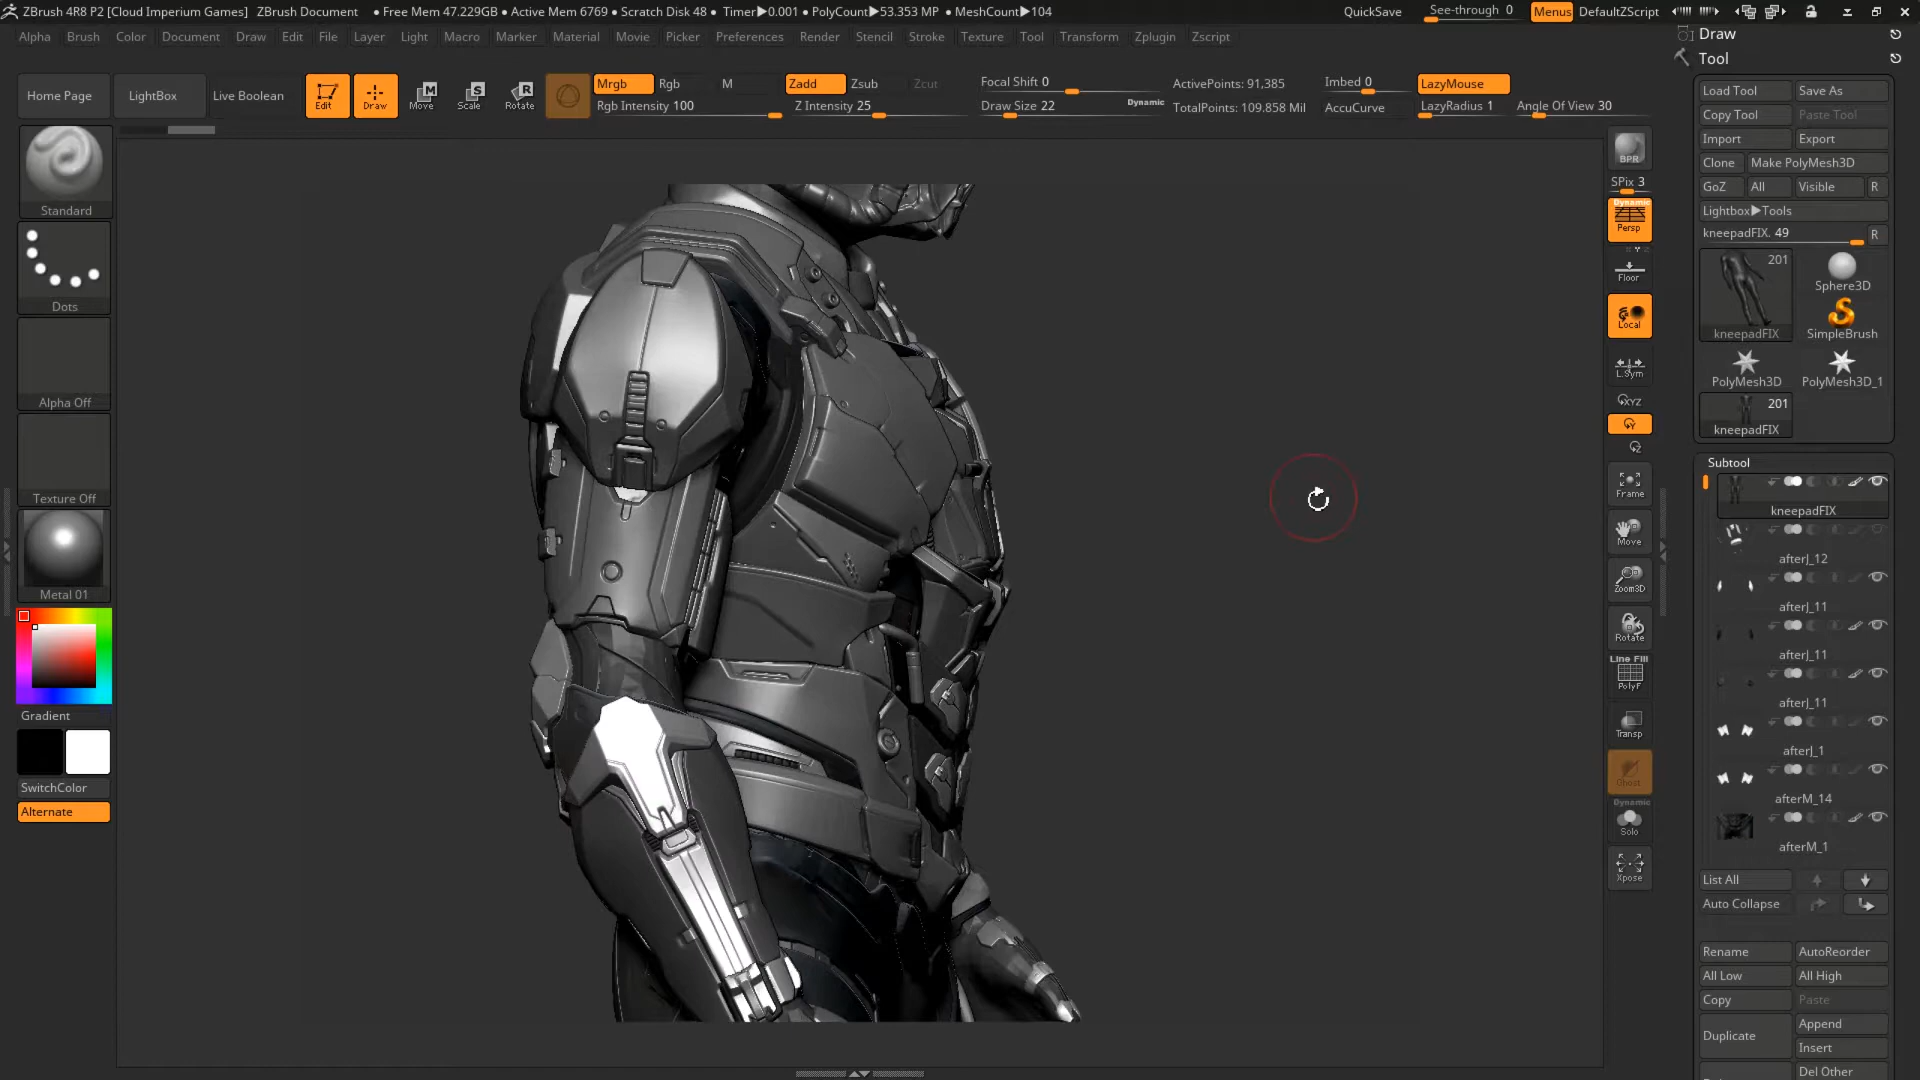 ZBrush 4R8 P2 [Cloud Imperium Games] ZBrush Document • Free Mem 47.229GB • Active Mem 6769 • Scratch Disk 48 • Timer▶0.001 • PolyCount▶53.353 MP • MeshCount▶104 QuickSave See-through 0 Menus DefaultZScript
Alpha Brush Color Document Draw Edit File Layer Light Macro Marker Material Movie Picker Preferences Render Stencil Stroke Texture Tool Transform Zplugin Zscript
Draw
Tool
Home Page LightBox Live Boolean Edit Draw Move Scale Rotate
Mrgb Rgb M Zadd Zsub Zcut Focal Shift 0 ActivePoints: 91,385 Imbed 0 LazyMouse
Rgb Intensity 100 Z Intensity 25 Draw Size 22 Dynamic TotalPoints: 109.858 Mil AccuCurve LazyRadius 1 Angle Of View 30
Standard
Dots
Alpha Off
Texture Off
Metal 01
Gradient
SwitchColor
Alternate
BPR
SPix 3
Dynamic
Persp
Floor
Local
L.Sym
XYZ
Y
Z
Frame
Move
Zoom3D
Rotate
Line Fill
PolyF
Transp
Ghost
Dynamic
Solo
Xpose
Load Tool Save As
Copy Tool Paste Tool
Import Export
Clone Make PolyMesh3D
GoZ All Visible R
Lightbox▶Tools
kneepadFIX. 49 R
201
Sphere3D
kneepadFIX SimpleBrush
PolyMesh3D PolyMesh3D_1
201
kneepadFIX
Subtool
kneepadFIX
afterJ_12
afterJ_11
afterJ_11
afterJ_11
afterJ_1
afterM_14
afterM_1
List All
Auto Collapse
Rename AutoReorder
All Low All High
Copy Paste
Duplicate Append
Insert
Del Other